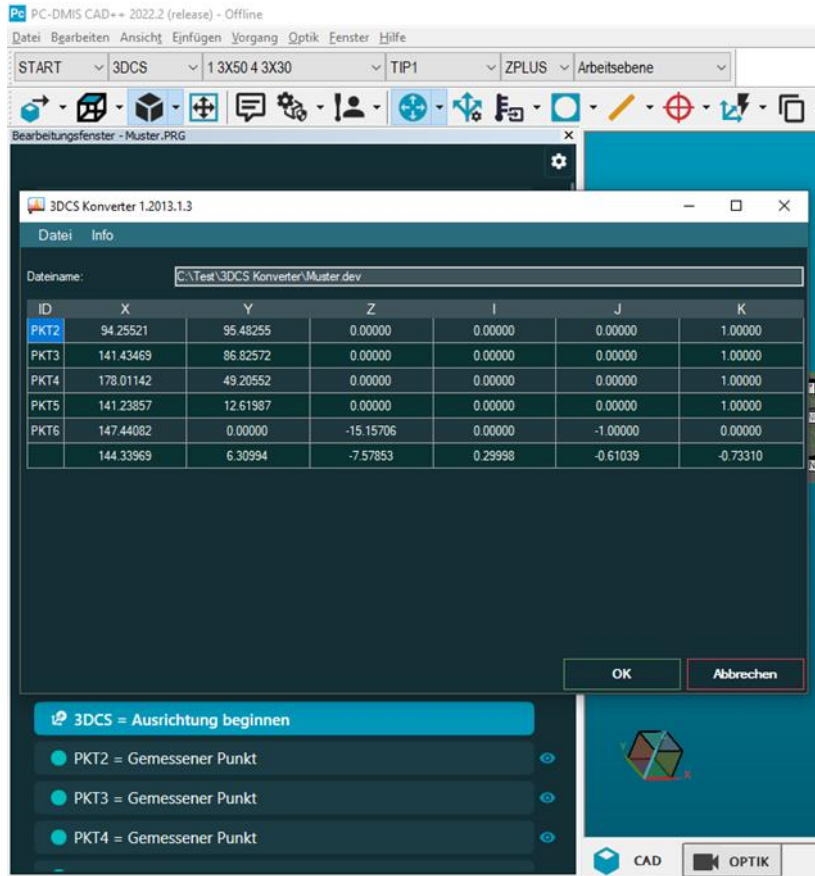 PC-DMIS CAD++ 2022.2 (release) - Offline
Datei Bearbeiten Ansicht Einfügen Vorgang Optik Fenster Hilfe
START 3DCS 1 3X50 4 3X30 TIP1 ZPLUS Arbeitsebene
Bearbeitungsfenster - Muster.PRG
3DCS Konverter 1.2013.1.3
Datei Info
Dateiname: C:\Test\3DCS Konverter\Muster.dev
ID X Y Z I J K
PKT2 94.25521 95.48255 0.00000 0.00000 0.00000 1.00000
PKT3 141.43469 86.82572 0.00000 0.00000 0.00000 1.00000
PKT4 178.01142 49.20552 0.00000 0.00000 0.00000 1.00000
PKT5 141.23857 12.61987 0.00000 0.00000 0.00000 1.00000
PKT6 147.44082 0.00000 -15.15706 0.00000 -1.00000 0.00000
144.33969 6.30994 -7.57853 0.29998 -0.61039 -0.73310
OK Abbrechen
3DCS = Ausrichtung beginnen
PKT2 = Gemessener Punkt
PKT3 = Gemessener Punkt
PKT4 = Gemessener Punkt
Y X
CAD OPTIK